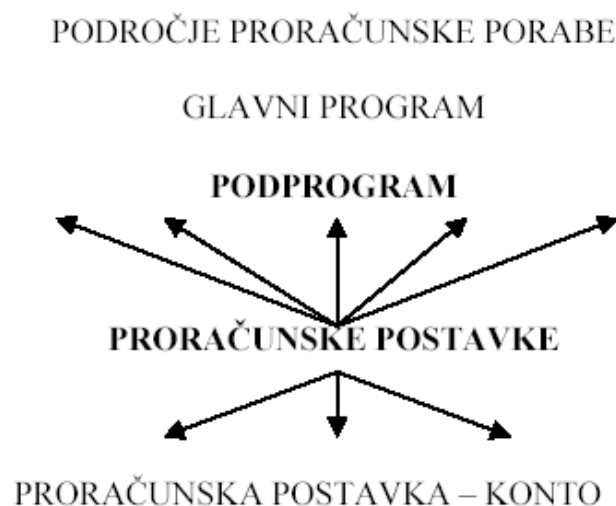 PODROČJE PRORAČUNSKE PORABE
GLAVNI PROGRAM
PODPROGRAM
PRORAČUNSKE POSTAVKE
PRORAČUNSKA POSTAVKA – KONTO